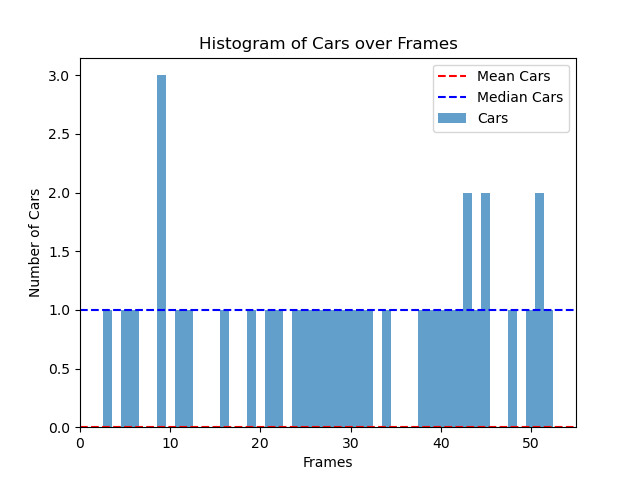 Histogram of Cars over Frames
Mean Cars
Median Cars
Cars
Number of Cars
3.0
2.5
2.0
1.5
1.0
0.5
0.0
0 10 20 30 40 50
Frames